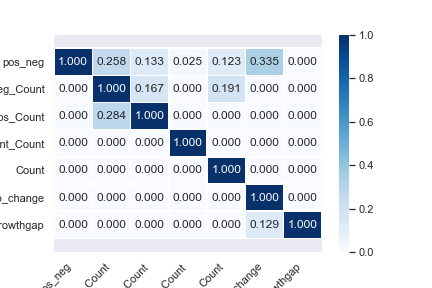 1.0
pos_neg 1.000 0.258 0.133 0.025 0.123 0.335 0.000
0.8
eg_Count 0.000 1.000 0.167 0.000 0.191 0.000 0.000
os_Count 0.000 0.284 1.000 0.000 0.000 0.000 0.000
0.6
nt_Count 0.000 0.000 0.000 1.000 0.000 0.000 0.000
0.4
Count 0.000 0.000 0.000 0.000 1.000 0.000 0.000
o_change 0.000 0.000 0.000 0.000 0.000 1.000 0.000
0.2
rowthgap 0.000 0.000 0.000 0.000 0.000 0.129 1.000
0.0
os_neg Count Count Count Count change wthgap